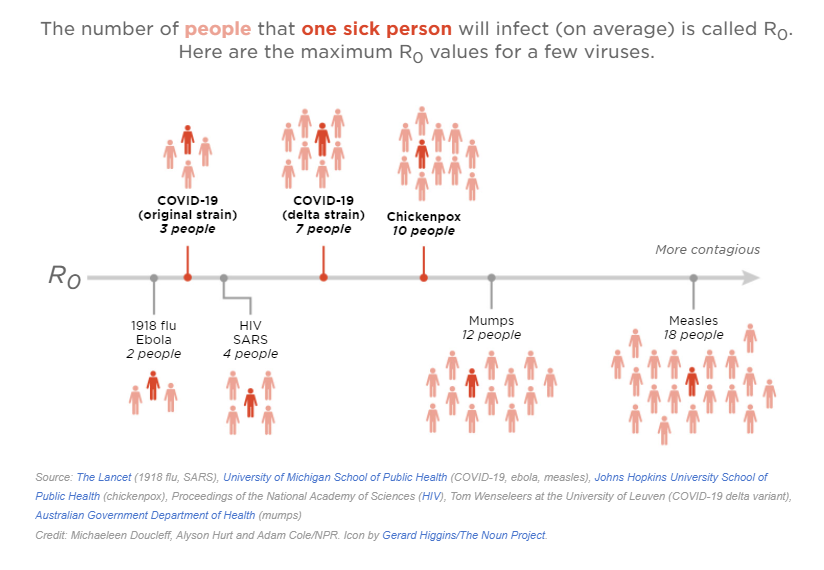 The number of people that one sick person will infect (on average) is called R0.
Here are the maximum R0 values for a few viruses.
COVID-19
(original strain)
3 people
COVID-19
(delta strain)
7 people
Chickenpox
10 people
More contagious
R0
1918 flu
Ebola
2 people
HIV
SARS
4 people
Mumps
12 people
Measles
18 people
Source: The Lancet (1918 flu, SARS), University of Michigan School of Public Health (COVID-19, ebola, measles), Johns Hopkins University School of
Public Health (chickenpox), Proceedings of the National Academy of Sciences (HIV), Tom Wenseleers at the University of Leuven (COVID-19 delta variant),
Australian Government Department of Health (mumps)
Credit: Michaeleen Doucleff, Alyson Hurt and Adam Cole/NPR. Icon by Gerard Higgins/The Noun Project.